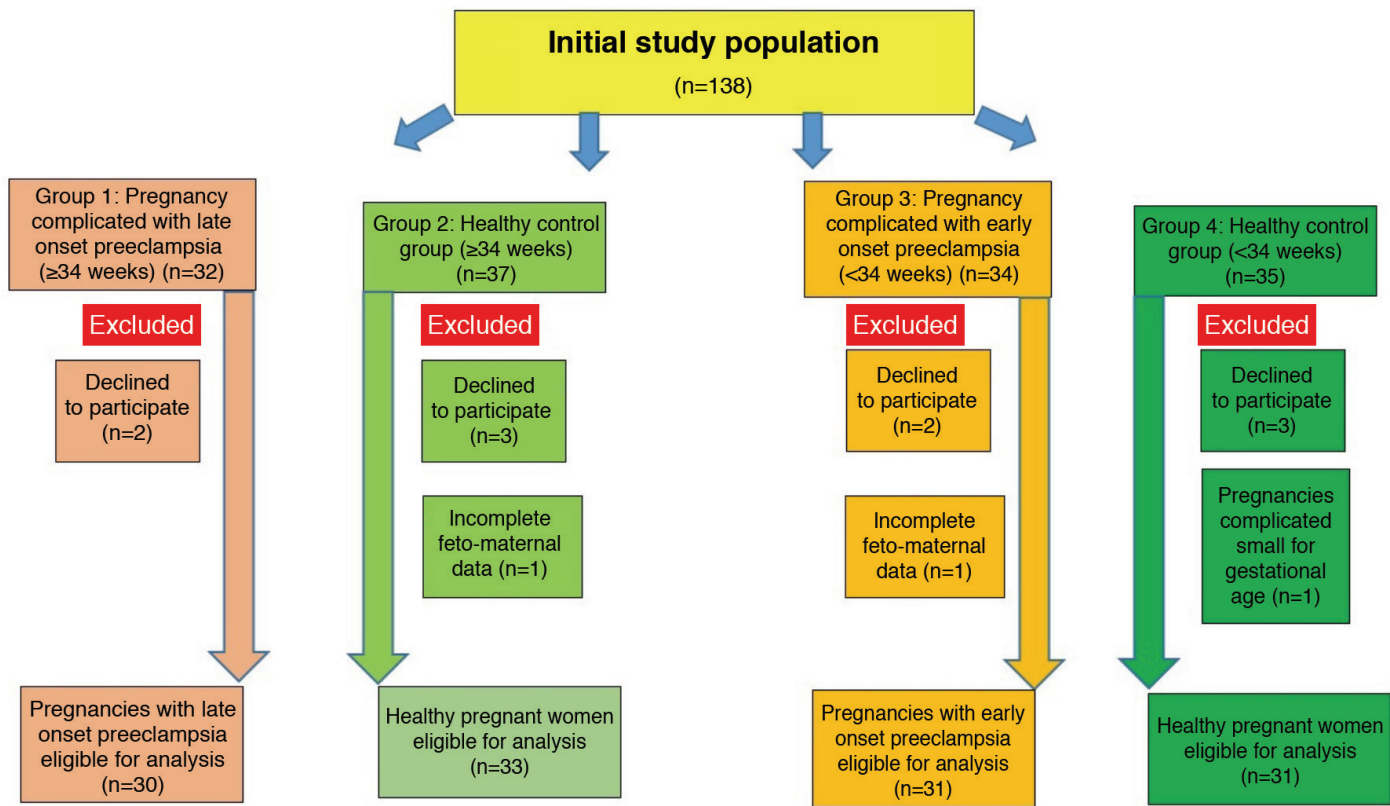 Initial study population
(n=138)
Group 1: Pregnancy
complicated with late
onset preeclampsia
(≥34 weeks) (n=32)
Excluded
Declined
to participate
(n=2)
Pregnancies with late
onset preeclampsia
eligible for analysis
(n=30)
Group 2: Healthy control
group (≥34 weeks)
(n=37)
Excluded
Declined
to participate
(n=3)
Incomplete
feto-maternal
data (n=1)
Healthy pregnant women
eligible for analysis
(n=33)
Group 3: Pregnancy
complicated with early
onset preeclampsia
(<34 weeks) (n=34)
Excluded
Declined
to participate
(n=2)
Incomplete
feto-maternal
data (n=1)
Pregnancies with early
onset preeclampsia
eligible for analysis
(n=31)
Group 4: Healthy control
group (<34 weeks)
(n=35)
Excluded
Declined
to participate
(n=3)
Pregnancies
complicated
small for
gestational
age (n=1)
Healthy pregnant women
eligible for analysis
(n=31)